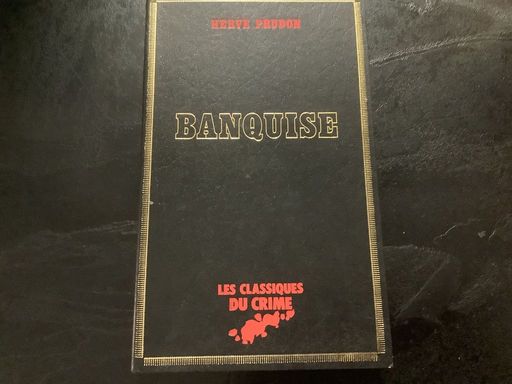 HERVE PRUDON
BANQUISE
LES CLASSIQUES
DU CRIME